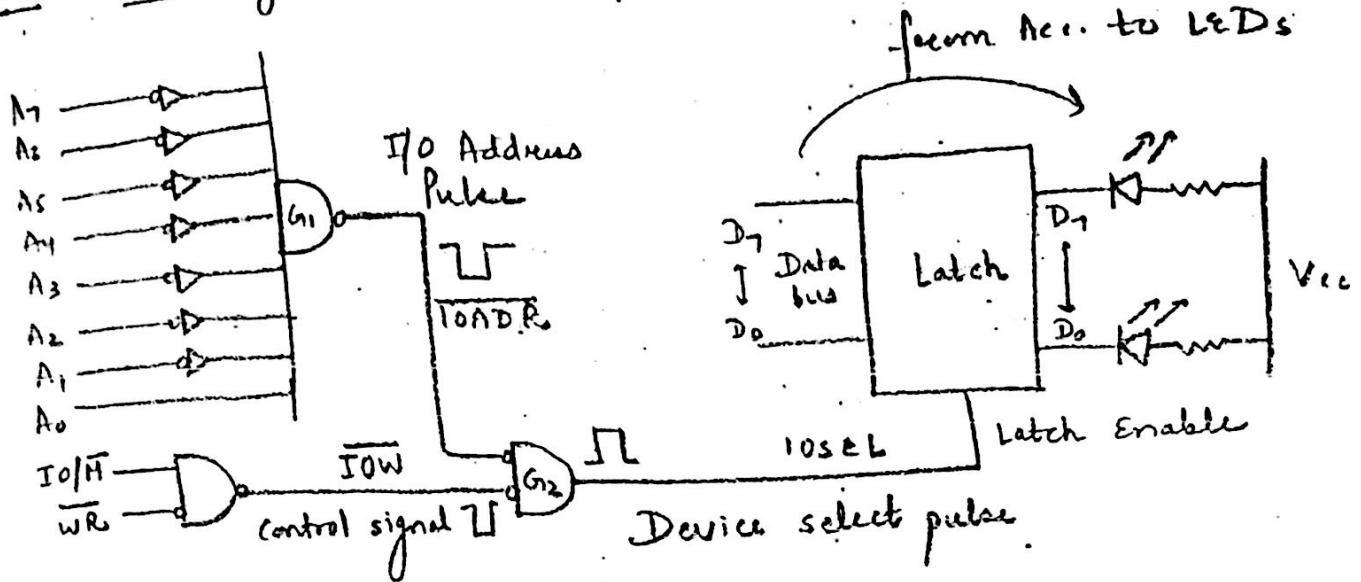 from Acc. to LEDs
A7
A6
A5
A4
A3
A2
A1
A0
G1
I/O Address
Pulse
IOADR
D7
Data
bus
D0
Latch
D7
D0
Vcc
IO/M
WR
IOW
control signal
G2
IOSEL
Latch Enable
Device select pulse